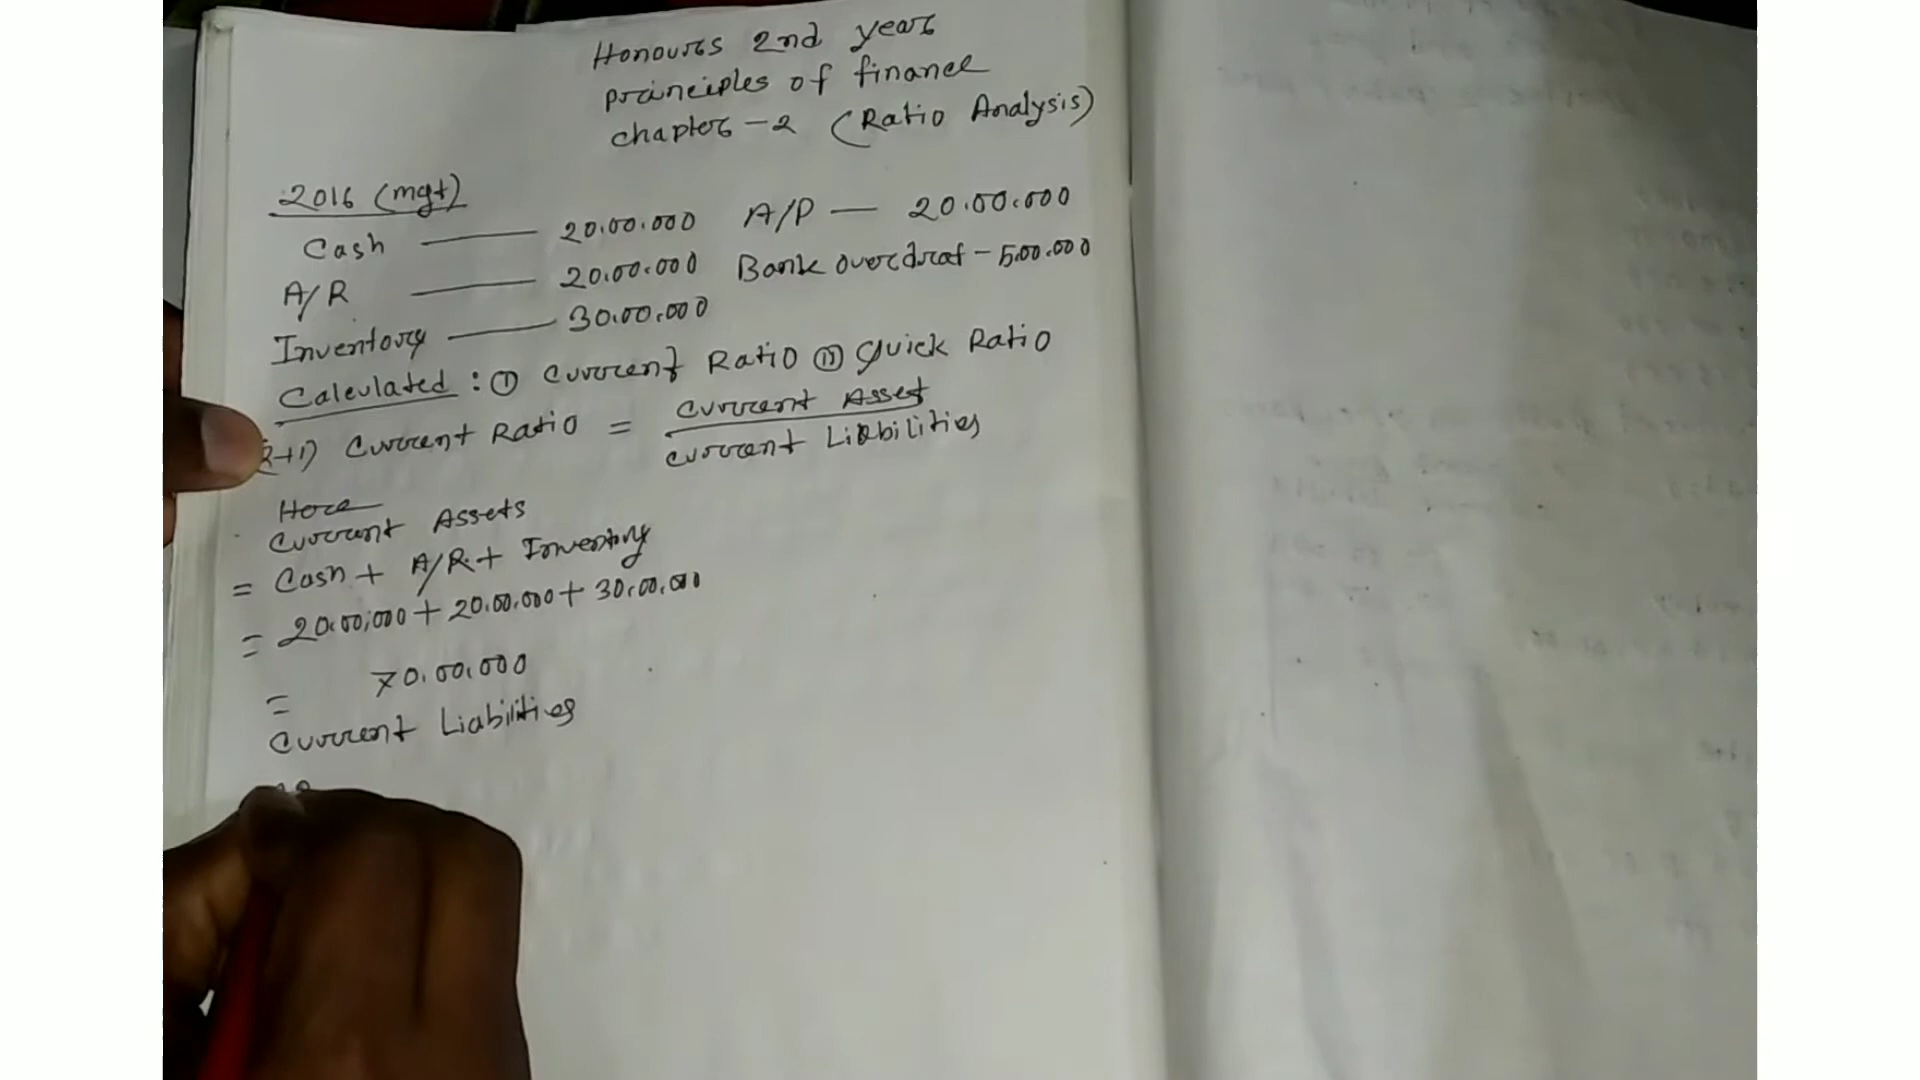 Honours 2nd year
principles of finance
chapter - 2 (Ratio Analysis)
2016 (mgt)
Cash — 20,00,000 A/P — 20,00,000
A/R — 20,00,000 Bank overdraf - 5,00,000
Inventory — 30,00,000
Calculated : ① Current Ratio ② Quick Ratio
Current Ratio = Current Asset / Current Liabilities
Here
Current Assets
= Cash + A/R + Inventory
= 20,00,000 + 20,00,000 + 30,00,000
= 70,00,000
Current Liabilities